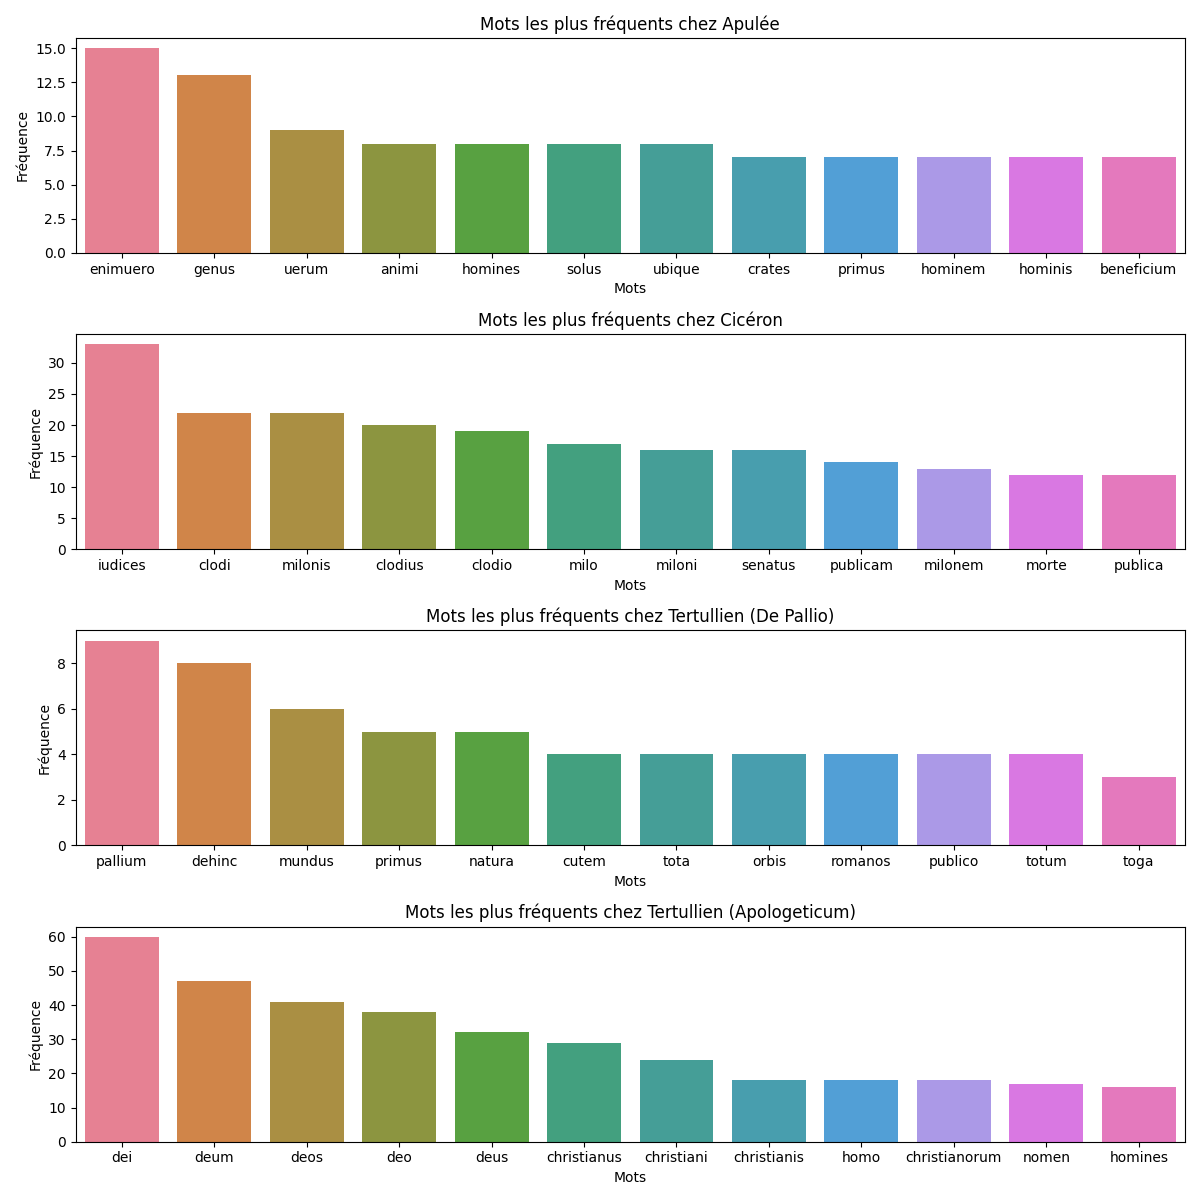 Mots les plus fréquents chez Apulée
Fréquence
15.0
12.5
10.0
7.5
5.0
2.5
0.0
enimuero genus uerum animi homines solus ubique crates primus hominem hominis beneficium
Mots
Mots les plus fréquents chez Cicéron
Fréquence
30
25
20
15
10
5
0
iudices clodi milonis clodius clodio milo miloni senatus publicam milonem morte publica
Mots
Mots les plus fréquents chez Tertullien (De Pallio)
Fréquence
8
6
4
2
0
pallium dehinc mundus primus natura cutem tota orbis romanos publico totum toga
Mots
Mots les plus fréquents chez Tertullien (Apologeticum)
Fréquence
60
50
40
30
20
10
0
dei deum deos deo deus christianus christiani christianis homo christianorum nomen homines
Mots